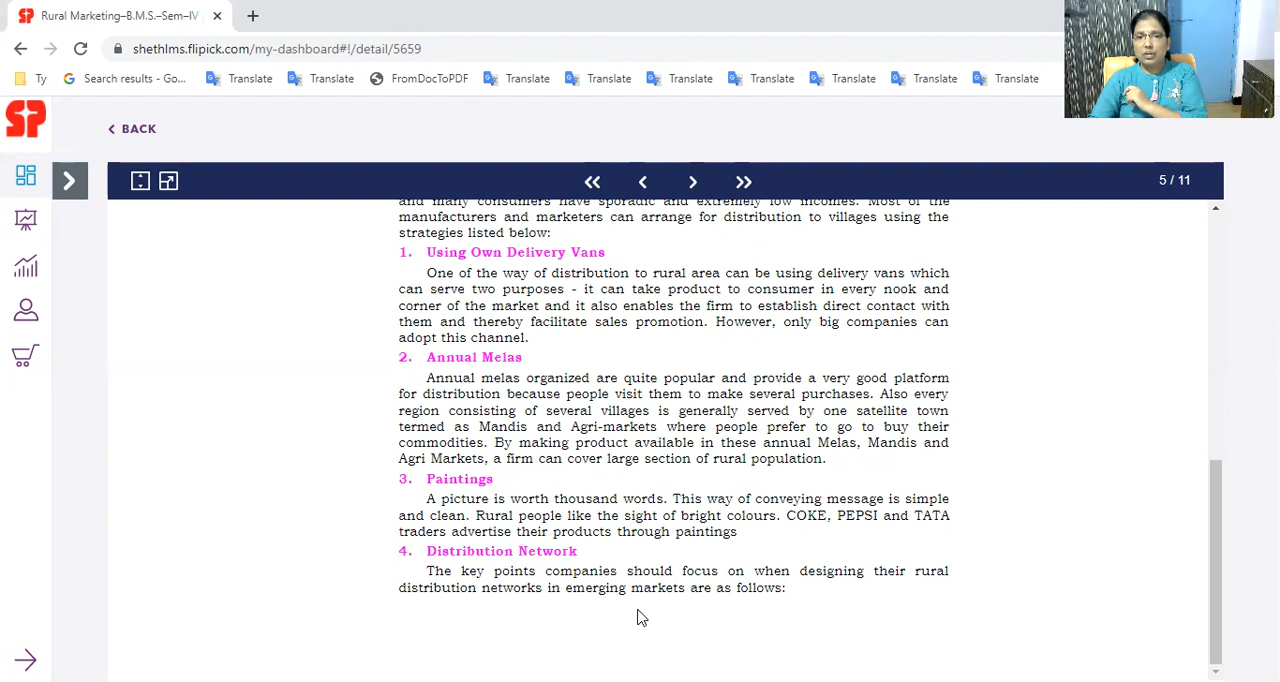 Rural Marketing–B.M.S.–Sem–IV
shethlms.flipick.com/my-dashboard#!/detail/5659
Ty
Search results - Go...
Translate
Translate
FromDocToPDF
Translate
Translate
Translate
Translate
Translate
Translate
Translate
SP
BACK
5 / 11
and many consumers have sporadic and extremely low incomes. Most of the
manufacturers and marketers can arrange for distribution to villages using the
strategies listed below:
1. Using Own Delivery Vans
One of the way of distribution to rural area can be using delivery vans which
can serve two purposes - it can take product to consumer in every nook and
corner of the market and it also enables the firm to establish direct contact with
them and thereby facilitate sales promotion. However, only big companies can
adopt this channel.
2. Annual Melas
Annual melas organized are quite popular and provide a very good platform
for distribution because people visit them to make several purchases. Also every
region consisting of several villages is generally served by one satellite town
termed as Mandis and Agri-markets where people prefer to go to buy their
commodities. By making product available in these annual Melas, Mandis and
Agri Markets, a firm can cover large section of rural population.
3. Paintings
A picture is worth thousand words. This way of conveying message is simple
and clean. Rural people like the sight of bright colours. COKE, PEPSI and TATA
traders advertise their products through paintings
4. Distribution Network
The key points companies should focus on when designing their rural
distribution networks in emerging markets are as follows: